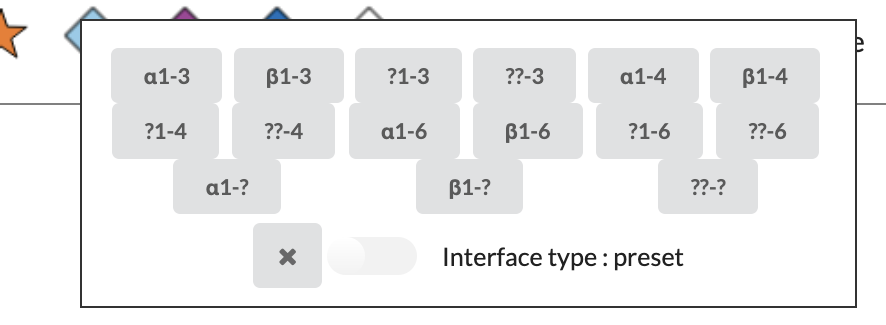 e
α1-3 β1-3 ?1-3 ??-3 α1-4 β1-4
?1-4 ??-4 α1-6 β1-6 ?1-6 ??-6
α1-? β1-? ??-?
✖ Interface type : preset